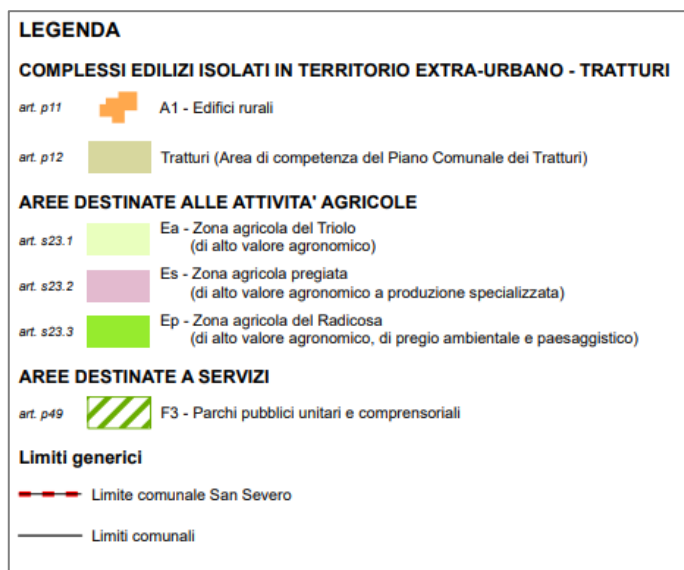 LEGENDA
COMPLESSI EDILIZI ISOLATI IN TERRITORIO EXTRA-URBANO - TRATTURI
art. p11 A1 - Edifici rurali
art. p12 Tratturi (Area di competenza del Piano Comunale dei Tratturi)
AREE DESTINATE ALLE ATTIVITA' AGRICOLE
art. s23.1 Ea - Zona agricola del Triolo
(di alto valore agronomico)
art. s23.2 Es - Zona agricola pregiata
(di alto valore agronomico a produzione specializzata)
art. s23.3 Ep - Zona agricola del Radicosa
(di alto valore agronomico, di pregio ambientale e paesaggistico)
AREE DESTINATE A SERVIZI
art. p49 F3 - Parchi pubblici unitari e comprensoriali
Limiti generici
Limite comunale San Severo
Limiti comunali